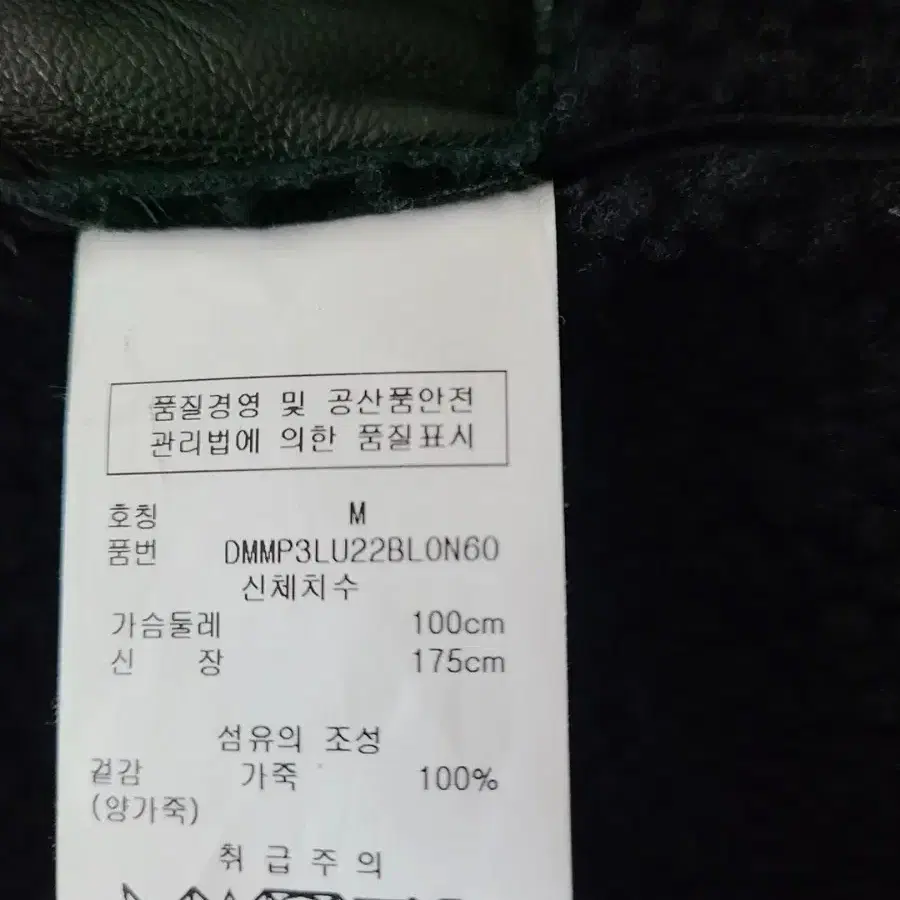 품질경영 및 공산품안전
관리법에 의한 품질표시
호칭 M
품번 DMMP3LU22BL0N60
신체치수
가슴둘레 100cm
신 장 175cm
섬유의 조성
겉감 가죽 100%
(양가죽)
취 급 주 의